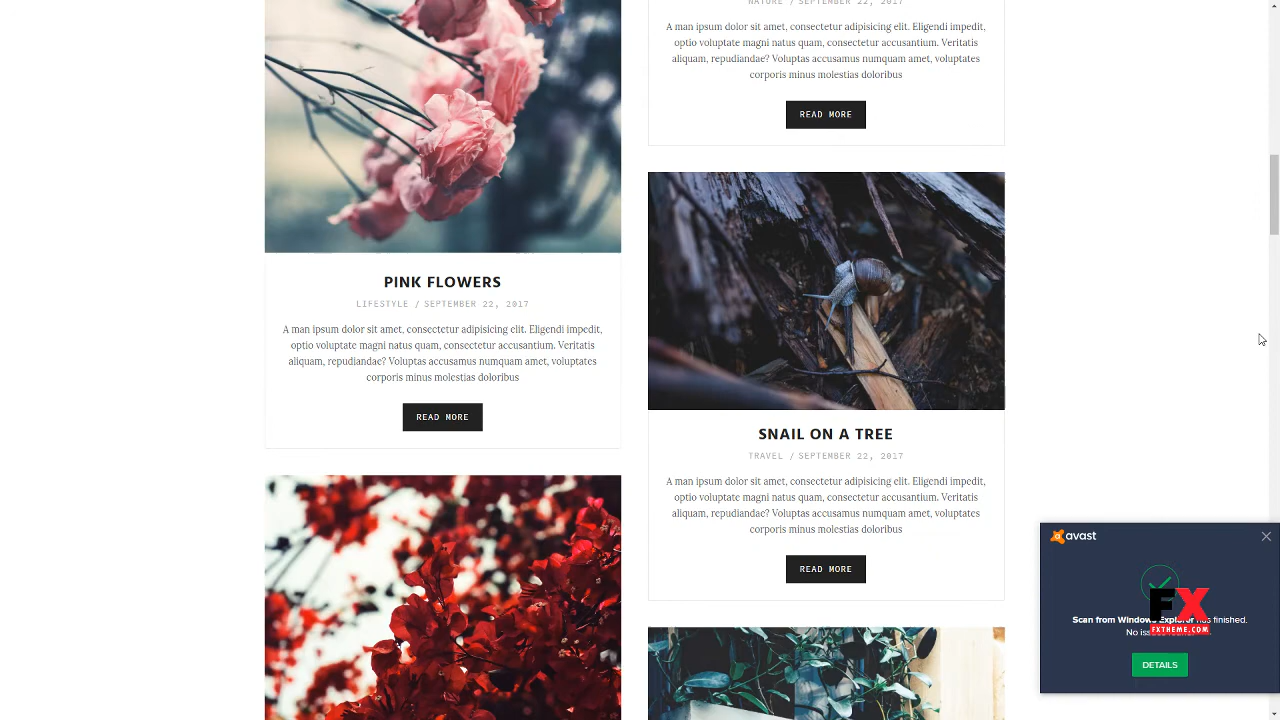 NATURE / SEPTEMBER 22, 2017
A man ipsum dolor sit amet, consectetur adipisicing elit. Eligendi impedit,
optio voluptate magni natus quam, consectetur accusantium. Veritatis
aliquam, repudiandae? Voluptas accusamus numquam amet, voluptates
corporis minus molestias doloribus
READ MORE
PINK FLOWERS
LIFESTYLE / SEPTEMBER 22, 2017
A man ipsum dolor sit amet, consectetur adipisicing elit. Eligendi impedit,
optio voluptate magni natus quam, consectetur accusantium. Veritatis
aliquam, repudiandae? Voluptas accusamus numquam amet, voluptates
corporis minus molestias doloribus
READ MORE
SNAIL ON A TREE
TRAVEL / SEPTEMBER 22, 2017
A man ipsum dolor sit amet, consectetur adipisicing elit. Eligendi impedit,
optio voluptate magni natus quam, consectetur accusantium. Veritatis
aliquam, repudiandae? Voluptas accusamus numquam amet, voluptates
corporis minus molestias doloribus
READ MORE
avast
Scan from Windows Explorer has finished.
No
DETAILS
FX
FXTHEME.COM